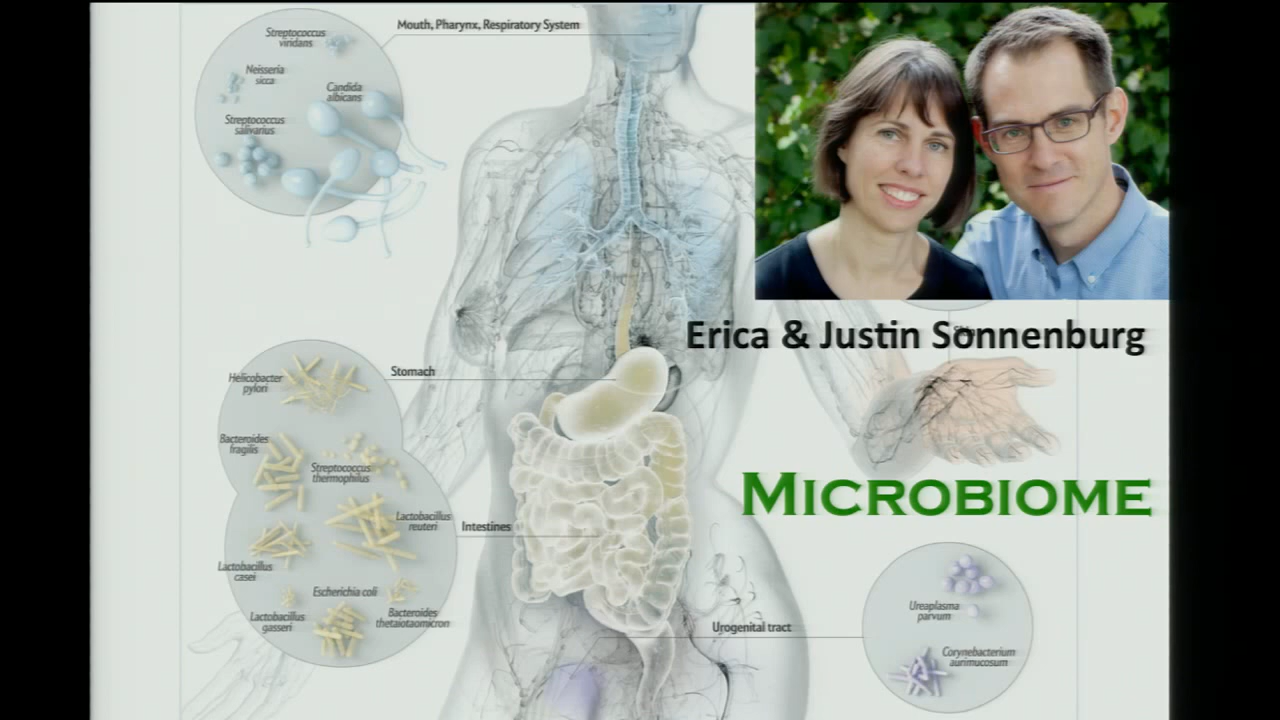 Mouth, Pharynx, Respiratory System
Streptococcus
viridans
Neisseria
sicca
Candida
albicans
Streptococcus
salivarius
Erica & Justin Sonnenburg
Stomach
Helicobacter
pylori
Bacteroides
fragilis
Streptococcus
thermophilus
MICROBIOME
Lactobacillus
reuteri
Intestines
Lactobacillus
casei
Escherichia coli
Lactobacillus
gasseri
Bacteroides
thetaiotaomicron
Urogenital tract
Ureaplasma
parvum
Corynebacterium
aurimucosum